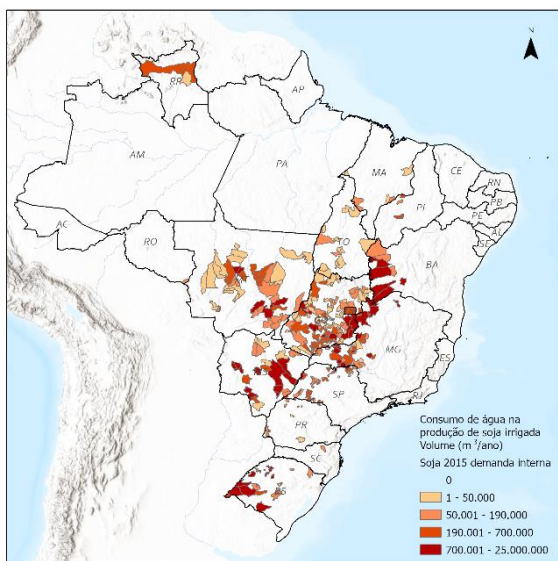 N
RR
AP
AM
PA
MA
CE
RN
PB
PE
PI
AL
SE
AC
RO
TO
BA
MG
ES
SP
RJ
PR
SC
RS
Consumo de água na
produção de soja irrigada
Volume (m³/ano)
Soja 2015 demanda interna
0
1 - 50.000
50.001 - 190.000
190.001 - 700.000
700.001 - 25.000.000